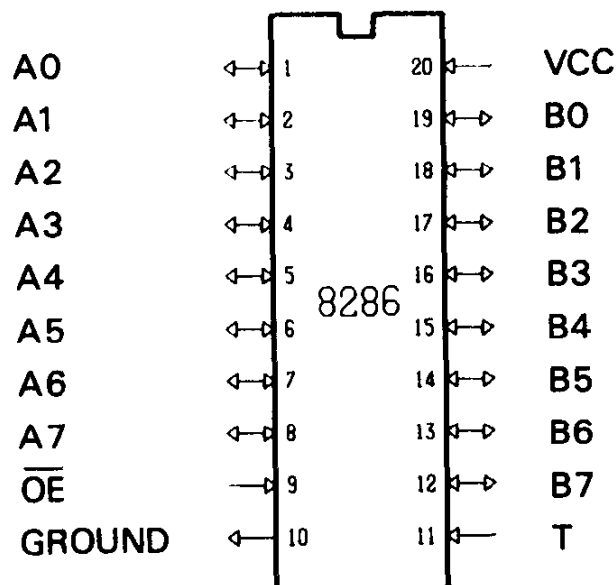 A0 1 20 VCC
A1 2 19 B0
A2 3 18 B1
A3 4 17 B2
A4 5 16 B3
8286
A5 6 15 B4
A6 7 14 B5
A7 8 13 B6
OE 9 12 B7
GROUND 10 11 T